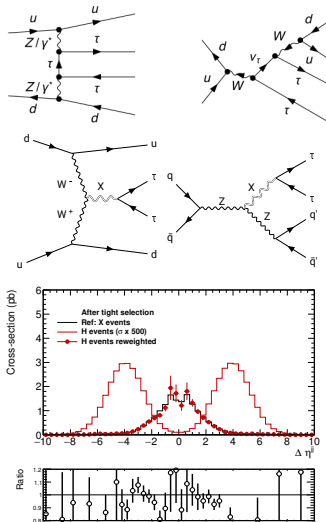 u u
Z/γ* τ
τ
Z/γ* τ
d d
d
ν_τ
W
u W
d
u
τ
τ
d u
W⁻
X τ
τ
W⁺
u d
q
q̄
Z
X
τ
τ
Z
q'
q̄'
Cross-section (pb)
6
5
4
3
2
1
0
After tight selection
Ref: X events
H events (σ x 500)
H events reweighted
−10 −8 −6 −4 −2 0 2 4 6 8 10
Δ η^jj
Ratio
1.2
1.1
1
0.9
0.8